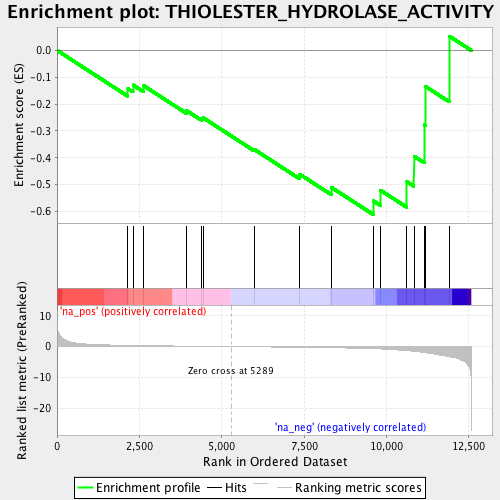 Enrichment plot: THIOLESTER_HYDROLASE_ACTIVITY
Enrichment score (ES)
0.0
-0.1
-0.2
-0.3
-0.4
-0.5
-0.6
'na_pos' (positively correlated)
Ranked list metric (PreRanked)
10
5
0
-10
-20
Zero cross at 5289
'na_neg' (negatively correlated)
0
2,500
5,000
7,500
10,000
12,500
Rank in Ordered Dataset
Enrichment profile
Hits
Ranking metric scores